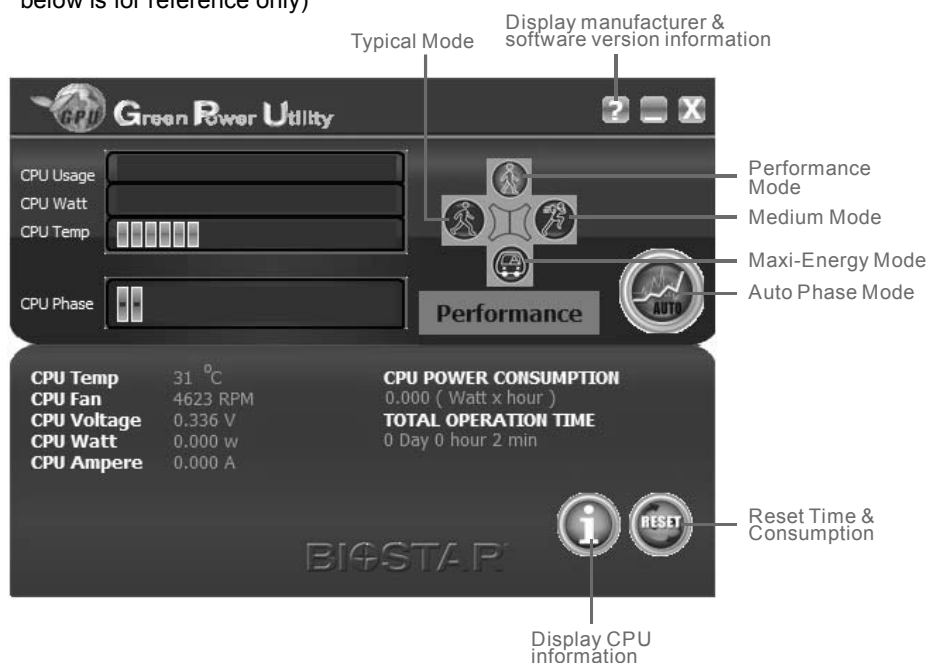 below is for reference only)
Display manufacturer &
software version information
Typical Mode
GPU
Green Power Utility
?
X
CPU Usage
CPU Watt
CPU Temp
CPU Phase
Performance
AUTO
Performance
Mode
Medium Mode
Maxi-Energy Mode
Auto Phase Mode
CPU Temp 31 °C
CPU Fan 4623 RPM
CPU Voltage 0.336 V
CPU Watt 0.000 w
CPU Ampere 0.000 A
CPU POWER CONSUMPTION
0.000 ( Watt x hour )
TOTAL OPERATION TIME
0 Day 0 hour 2 min
i
RESET
Reset Time &
Consumption
BIOSTAR
Display CPU
information